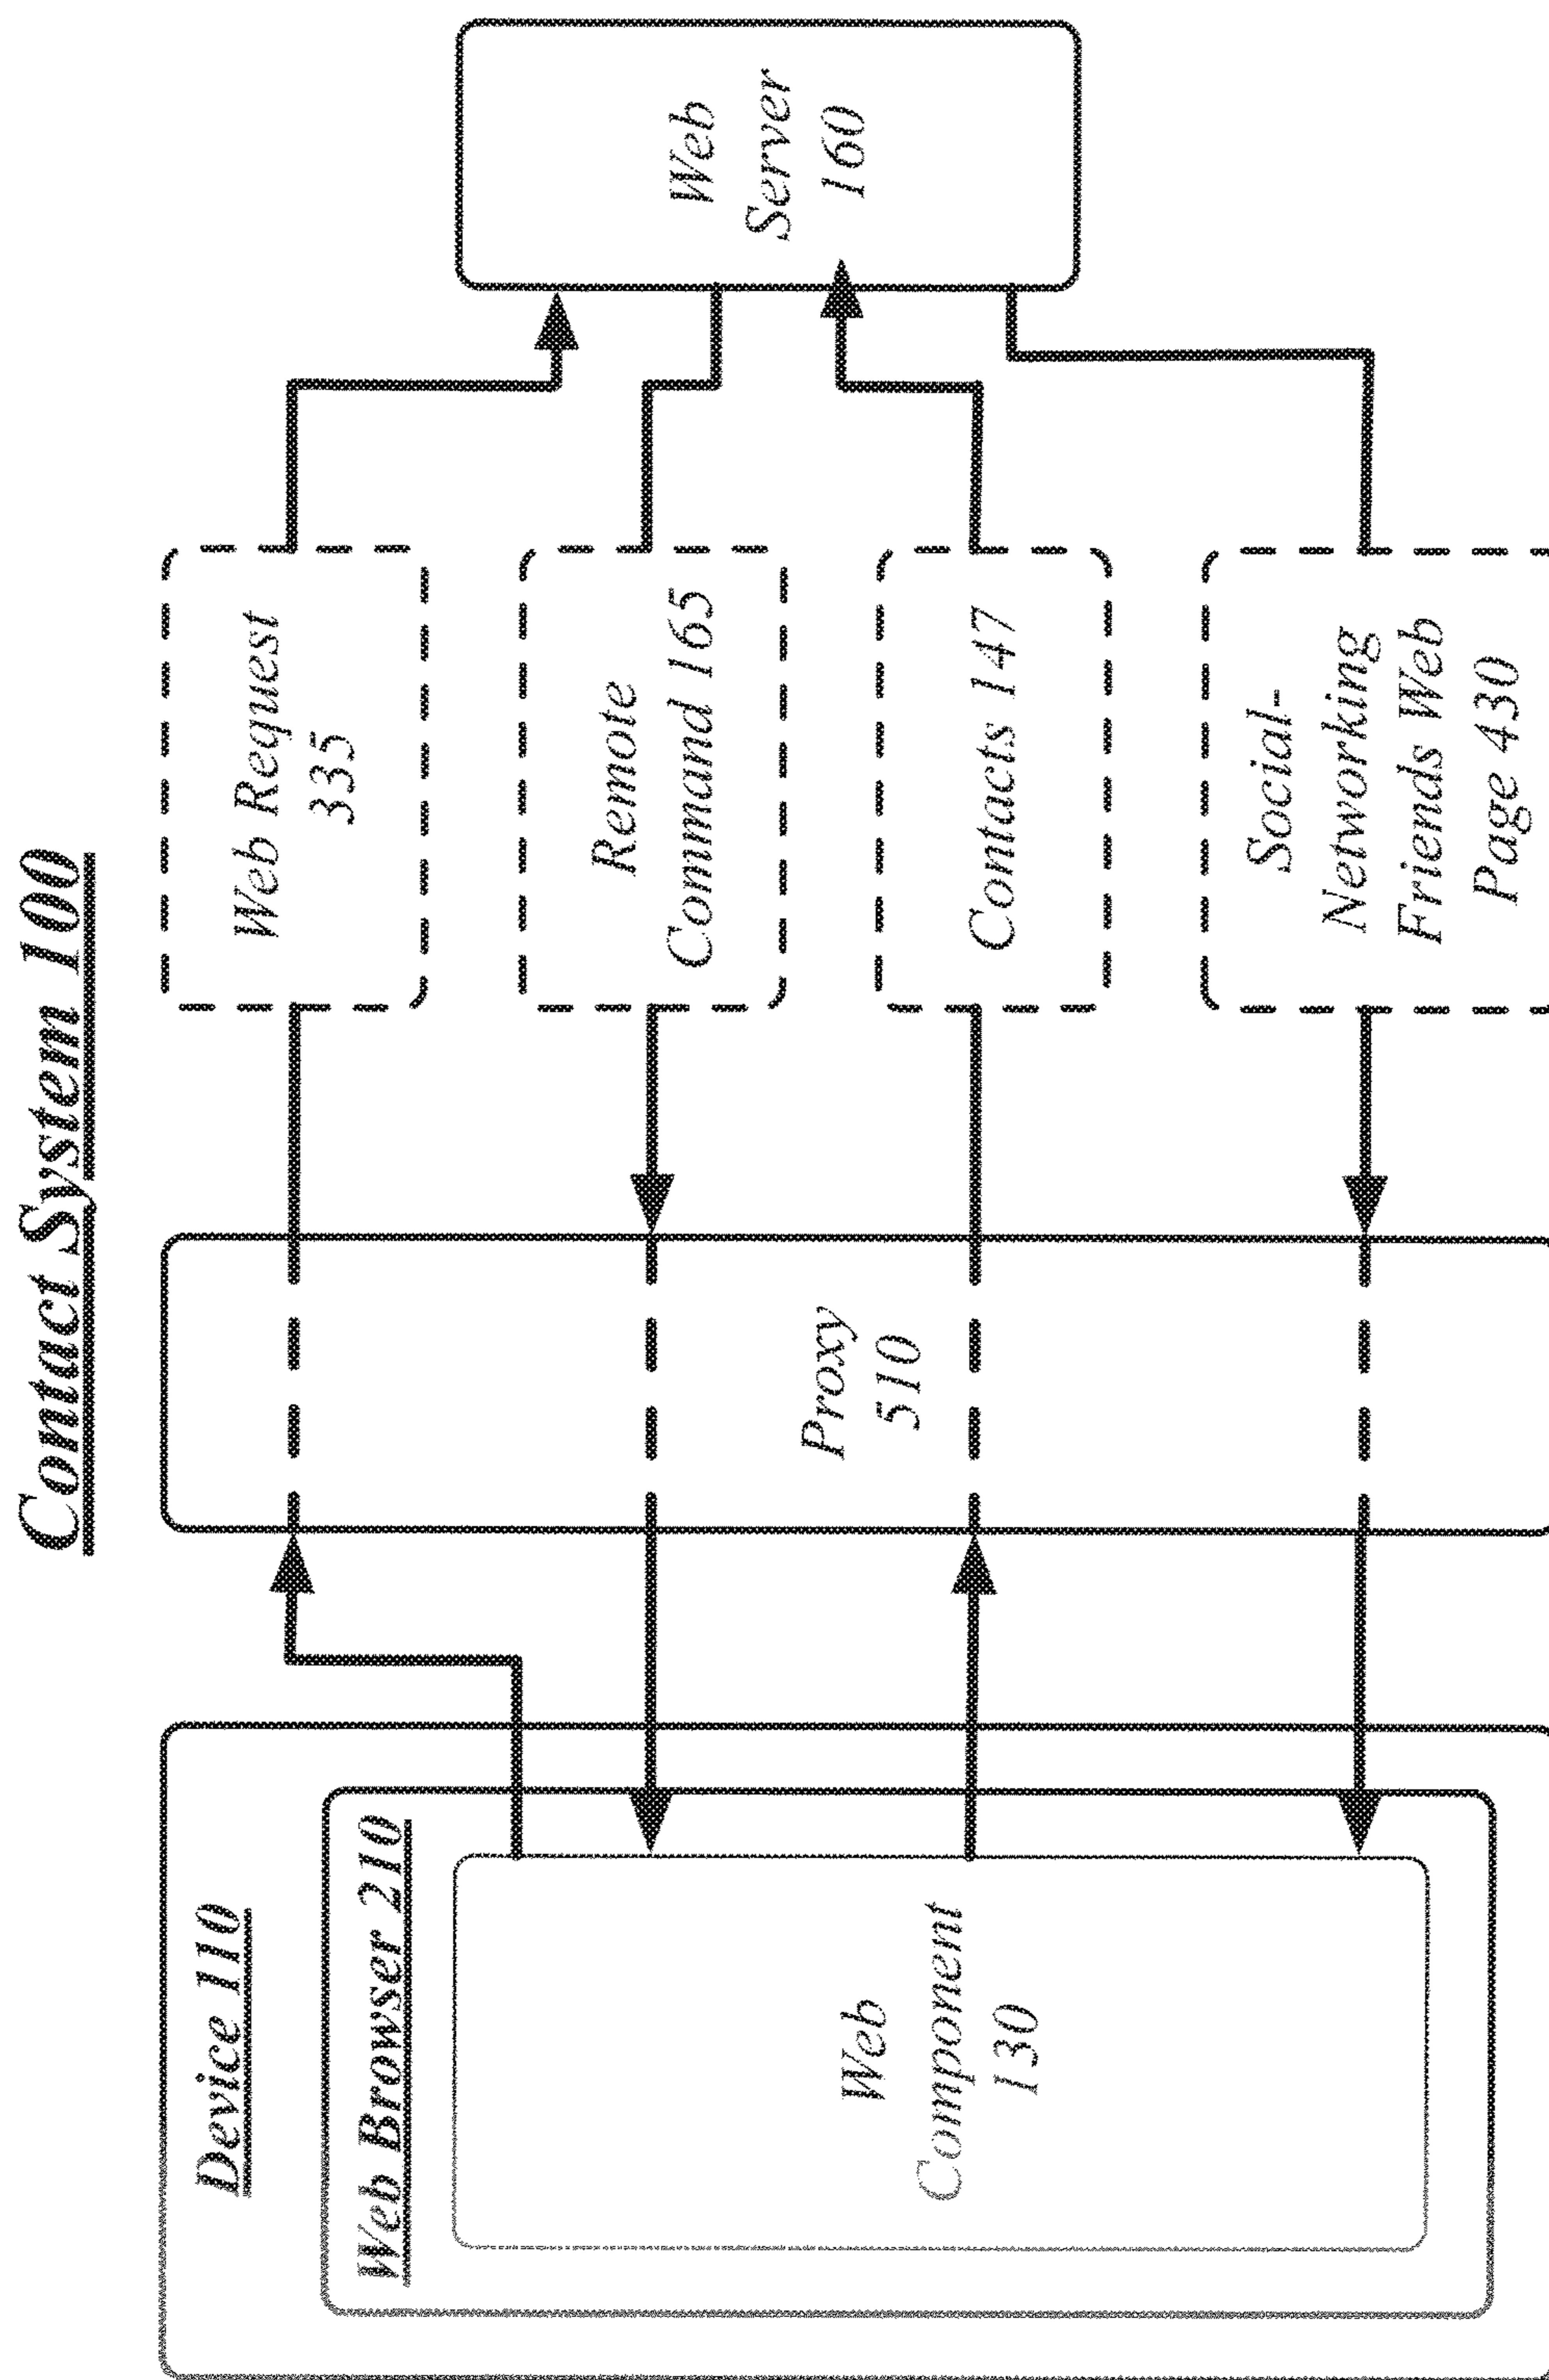 Contact System 100
Device 110
Web Browser 210
Web
Component
130
Proxy
510
Web Request
335
Remote
Command 165
Contacts 147
Social-
Networking
Friends Web
Page 430
Web
Server
160